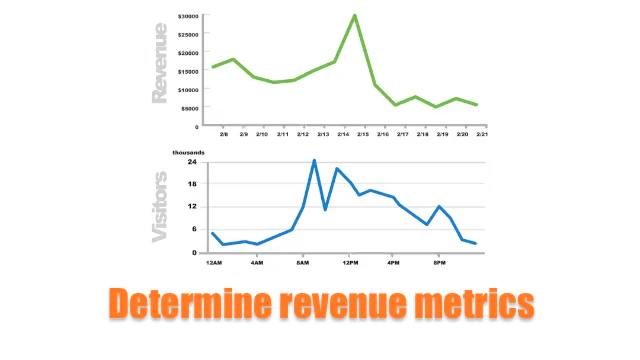 Revenue
$30000
$25000
$20000
$15000
$10000
$5000
0
2/8 2/9 2/10 2/11 2/12 2/13 2/14 2/15 2/16 2/17 2/18 2/19 2/20 2/21
Visitors
thousands
24
18
12
6
0
12AM 4AM 8AM 12PM 4PM 8PM
Determine revenue metrics